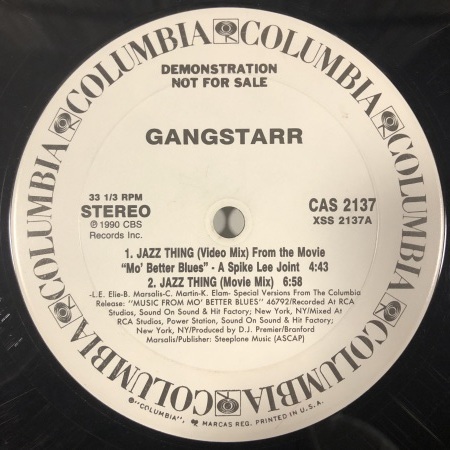 COLUMBIA COLUMBIA COLUMBIA COLUMBIA COLUMBIA COLUMBIA COLUMBIA COLUMBIA
DEMONSTRATION
NOT FOR SALE
GANGSTARR
33 1/3 RPM
STEREO
℗ 1990 CBS
Records Inc.
CAS 2137
XSS 2137A
1. JAZZ THING (Video Mix) From the Movie
"Mo' Better Blues" - A Spike Lee Joint 4:43
2. JAZZ THING (Movie Mix) 6:58
-L.E. Elie-B. Marsalis-C. Martin-K. Elam- Special Versions From The Columbia
Release: "MUSIC FROM MO' BETTER BLUES" 46792/Recorded At RCA
Studios, Sound On Sound & Hit Factory; New York, NY/Mixed At
RCA Studios, Power Station, Sound On Sound & Hit Factory;
New York, NY/Produced by D.J. Premier/Branford
Marsalis/Publisher: Steeplone Music (ASCAP)
®"COLUMBIA", MARCAS REG. PRINTED IN U.S.A.